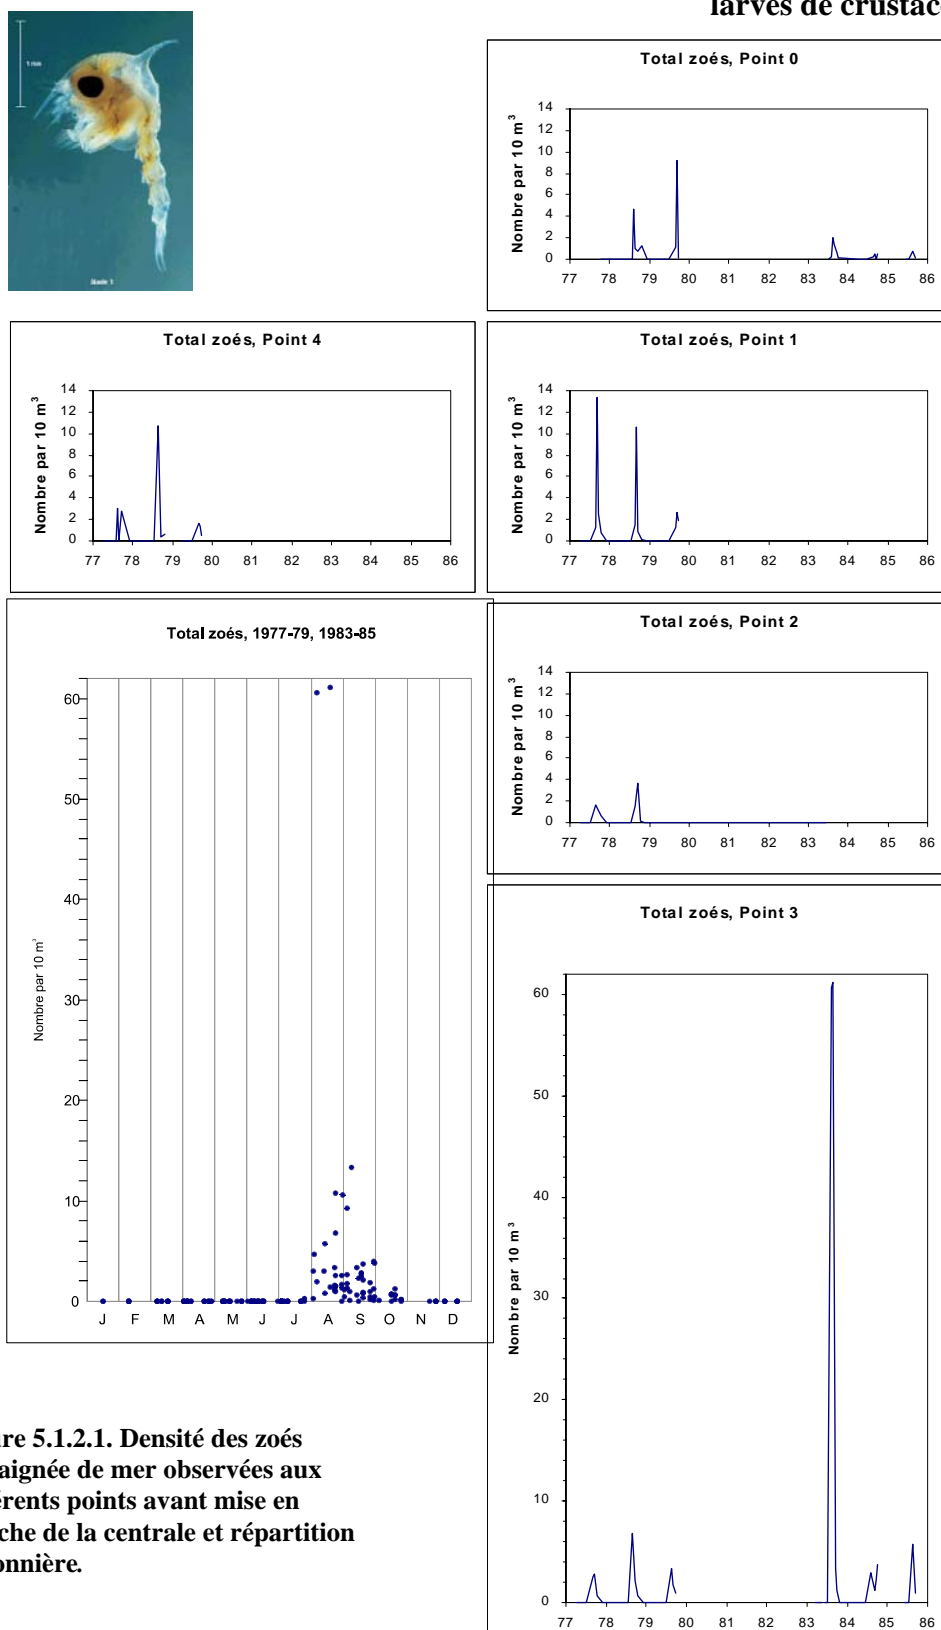 larves de crustac
1 mm
Stade 1
Total zoés, Point 0
Nombre par 10 m³
14
12
10
8
6
4
2
0
77 78 79 80 81 82 83 84 85 86
Total zoés, Point 4
Nombre par 10 m³
14
12
10
8
6
4
2
0
77 78 79 80 81 82 83 84 85 86
Total zoés, Point 1
Nombre par 10 m³
14
12
10
8
6
4
2
0
77 78 79 80 81 82 83 84 85 86
Total zoés, 1977-79, 1983-85
Nombre par 10 m³
60
50
40
30
20
10
0
J F M A M J J A S O N D
Total zoés, Point 2
Nombre par 10 m³
14
12
10
8
6
4
2
0
77 78 79 80 81 82 83 84 85 86
Total zoés, Point 3
Nombre par 10 m³
60
50
40
30
20
10
0
77 78 79 80 81 82 83 84 85 86
re 5.1.2.1. Densité des zoés
aignée de mer observées aux
érents points avant mise en
che de la centrale et répartition
onnière.